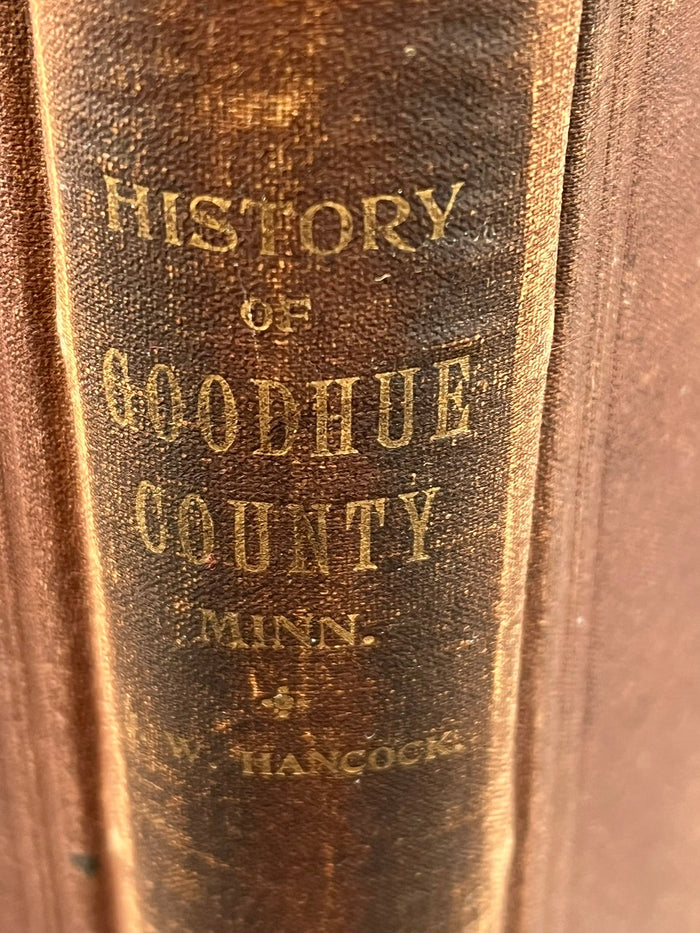 HISTORY
OF
GOODHUE
COUNTY
MINN.
W. HANCOCK.